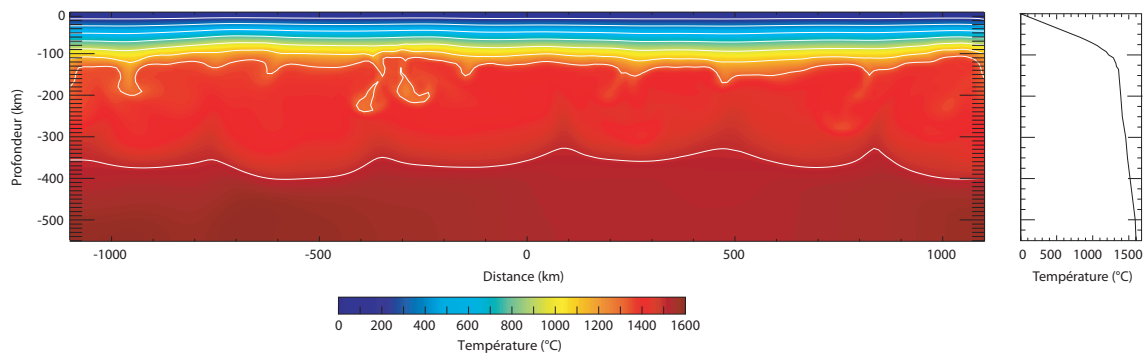 0
-100
-200
-300
-400
-500
Profondeur (km)
-1000 -500 0 500 1000
Distance (km)
0 200 400 600 800 1000 1200 1400 1600
Température (°C)
0 500 1000 1500
Température (°C)